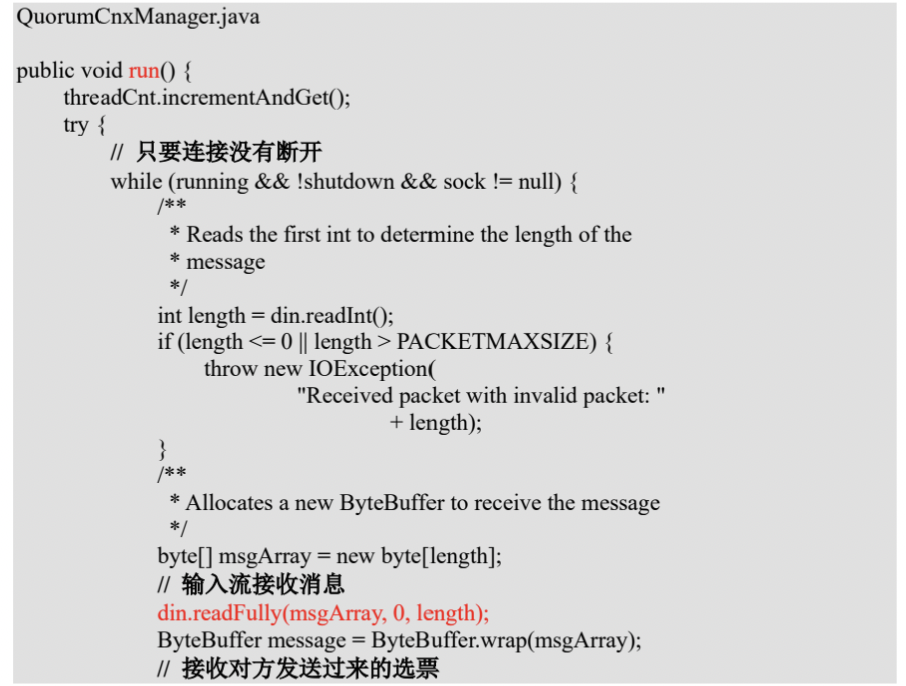 QuorumCnxManager.java
public void run() {
threadCnt.incrementAndGet();
try {
// 只要连接没有断开
while (running && !shutdown && sock != null) {
/**
* Reads the first int to determine the length of the
* message
*/
int length = din.readInt();
if (length <= 0 || length > PACKETMAXSIZE) {
throw new IOException(
"Received packet with invalid packet: "
+ length);
}
/**
* Allocates a new ByteBuffer to receive the message
*/
byte[] msgArray = new byte[length];
// 输入流接收消息
din.readFully(msgArray, 0, length);
ByteBuffer message = ByteBuffer.wrap(msgArray);
// 接收对方发送过来的选票